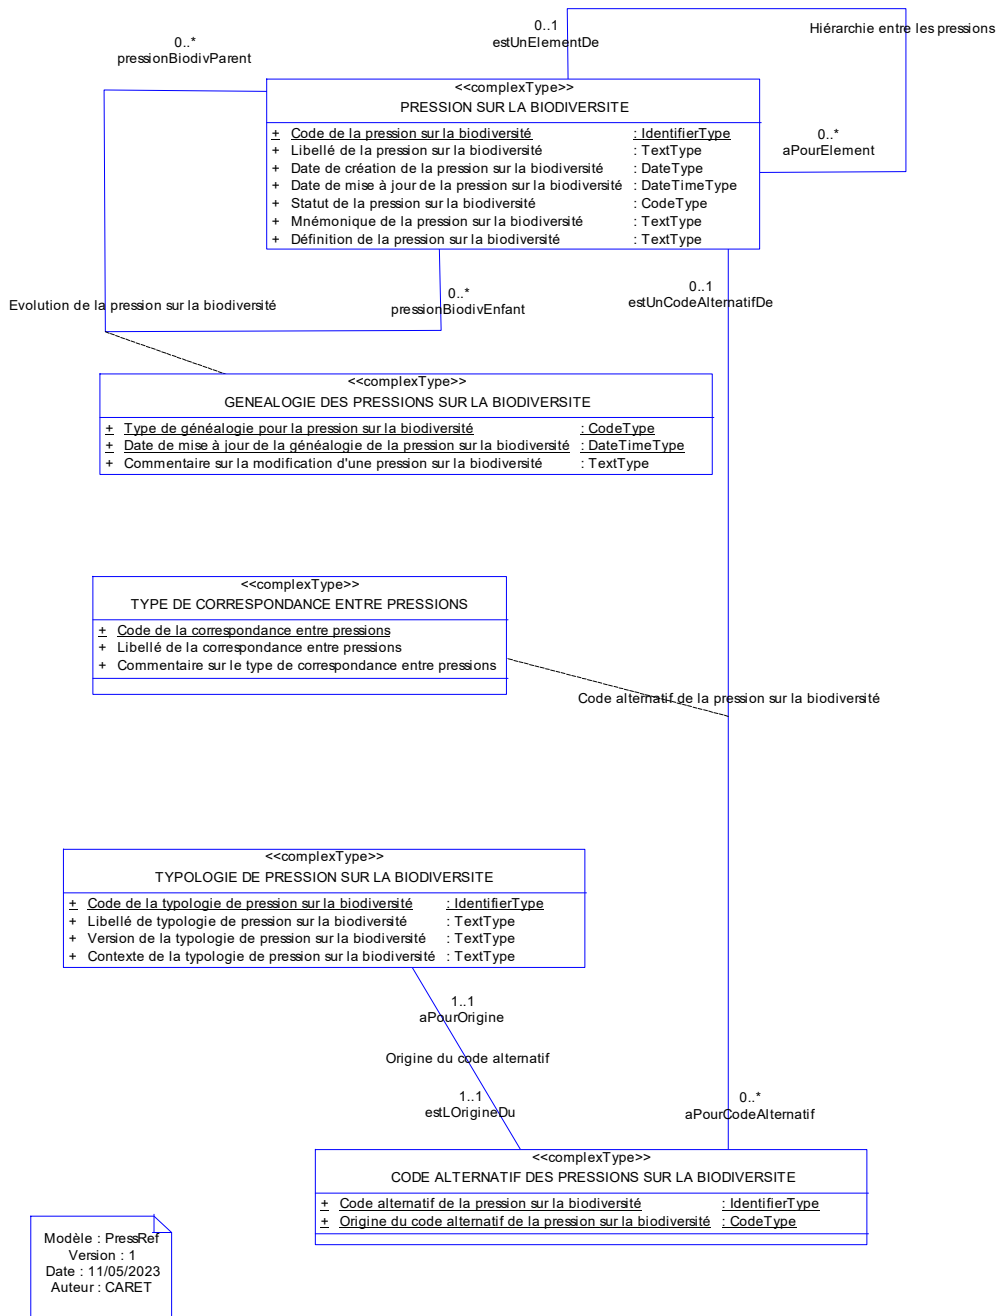 0..1
estUnElementDe
Hiérarchie entre les pressions
0..*
pressionBiodivParent
<<complexType>>
PRESSION SUR LA BIODIVERSITE
+ Code de la pression sur la biodiversité : IdentifierType
+ Libellé de la pression sur la biodiversité : TextType
+ Date de création de la pression sur la biodiversité : DateType
+ Date de mise à jour de la pression sur la biodiversité : DateTimeType
+ Statut de la pression sur la biodiversité : CodeType
+ Mnémonique de la pression sur la biodiversité : TextType
+ Définition de la pression sur la biodiversité : TextType
0..*
aPourElement
0..1
estUnCodeAlternatifDe
0..*
pressionBiodivEnfant
Evolution de la pression sur la biodiversité
<<complexType>>
GENEALOGIE DES PRESSIONS SUR LA BIODIVERSITE
+ Type de généalogie pour la pression sur la biodiversité : CodeType
+ Date de mise à jour de la généalogie de la pression sur la biodiversité : DateTimeType
+ Commentaire sur la modification d'une pression sur la biodiversité : TextType
<<complexType>>
TYPE DE CORRESPONDANCE ENTRE PRESSIONS
+ Code de la correspondance entre pressions
+ Libellé de la correspondance entre pressions
+ Commentaire sur le type de correspondance entre pressions
Code alternatif de la pression sur la biodiversité
<<complexType>>
TYPOLOGIE DE PRESSION SUR LA BIODIVERSITE
+ Code de la typologie de pression sur la biodiversité : IdentifierType
+ Libellé de typologie de pression sur la biodiversité : TextType
+ Version de la typologie de pression sur la biodiversité : TextType
+ Contexte de la typologie de pression sur la biodiversité : TextType
1..1
aPourOrigine
Origine du code alternatif
1..1
estLOrigineDu
0..*
aPourCodeAlternatif
<<complexType>>
CODE ALTERNATIF DES PRESSIONS SUR LA BIODIVERSITE
+ Code alternatif de la pression sur la biodiversité : IdentifierType
+ Origine du code alternatif de la pression sur la biodiversité : CodeType
Modèle : PressRef
Version : 1
Date : 11/05/2023
Auteur : CARET